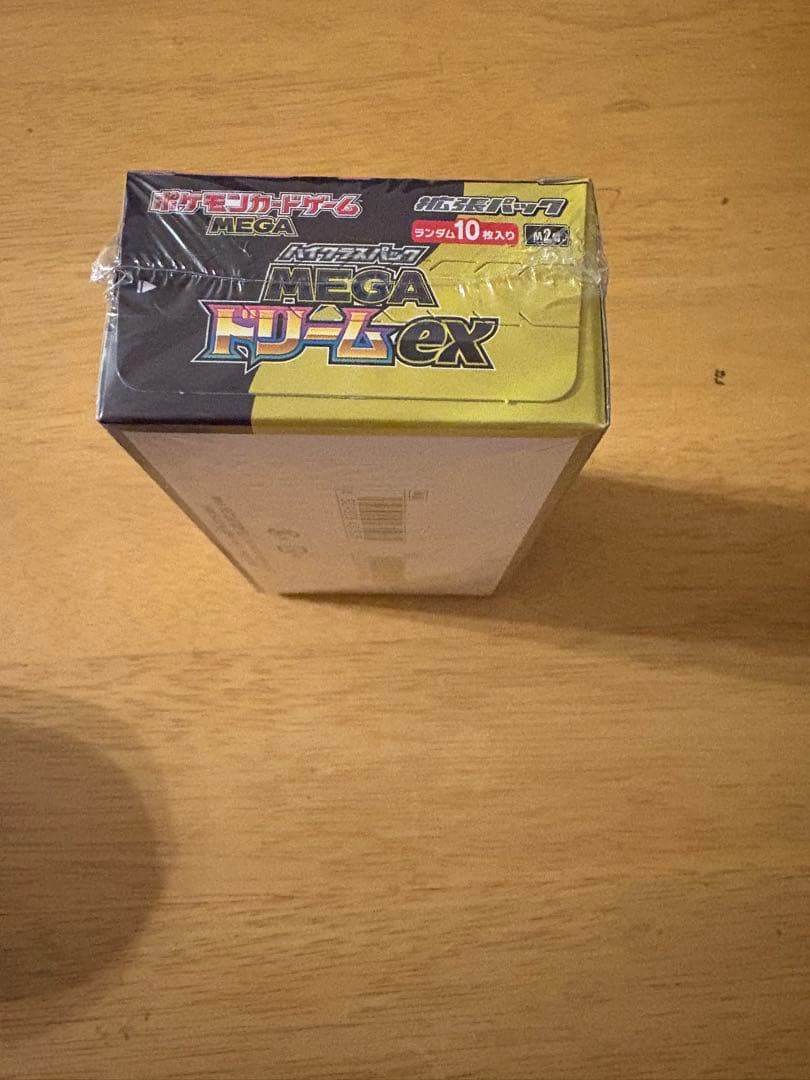 ポケモンカードゲーム
MEGA
拡張パック
ランダム10枚入り
ハイクラスパック
MEGA
ドリームex